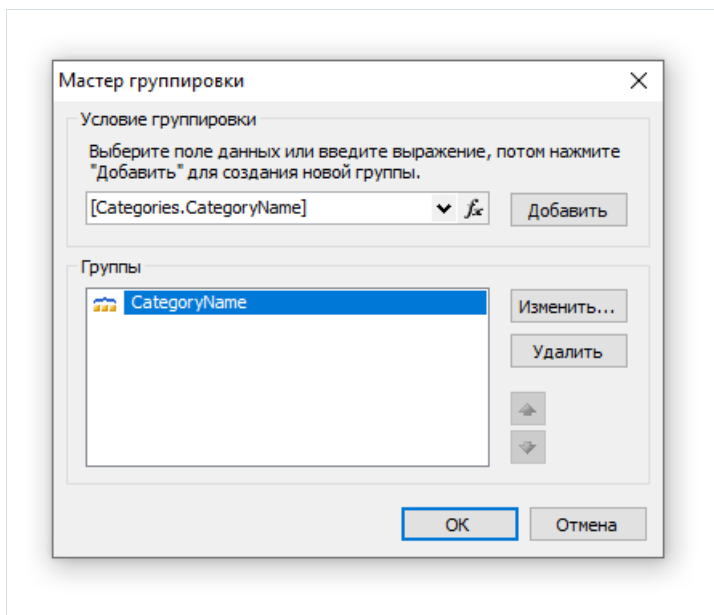 Мастер группировки
Условие группировки
Выберите поле данных или введите выражение, потом нажмите
"Добавить" для создания новой группы.
[Categories.CategoryName] fx Добавить
Группы
CategoryName
Изменить...
Удалить
OK Отмена